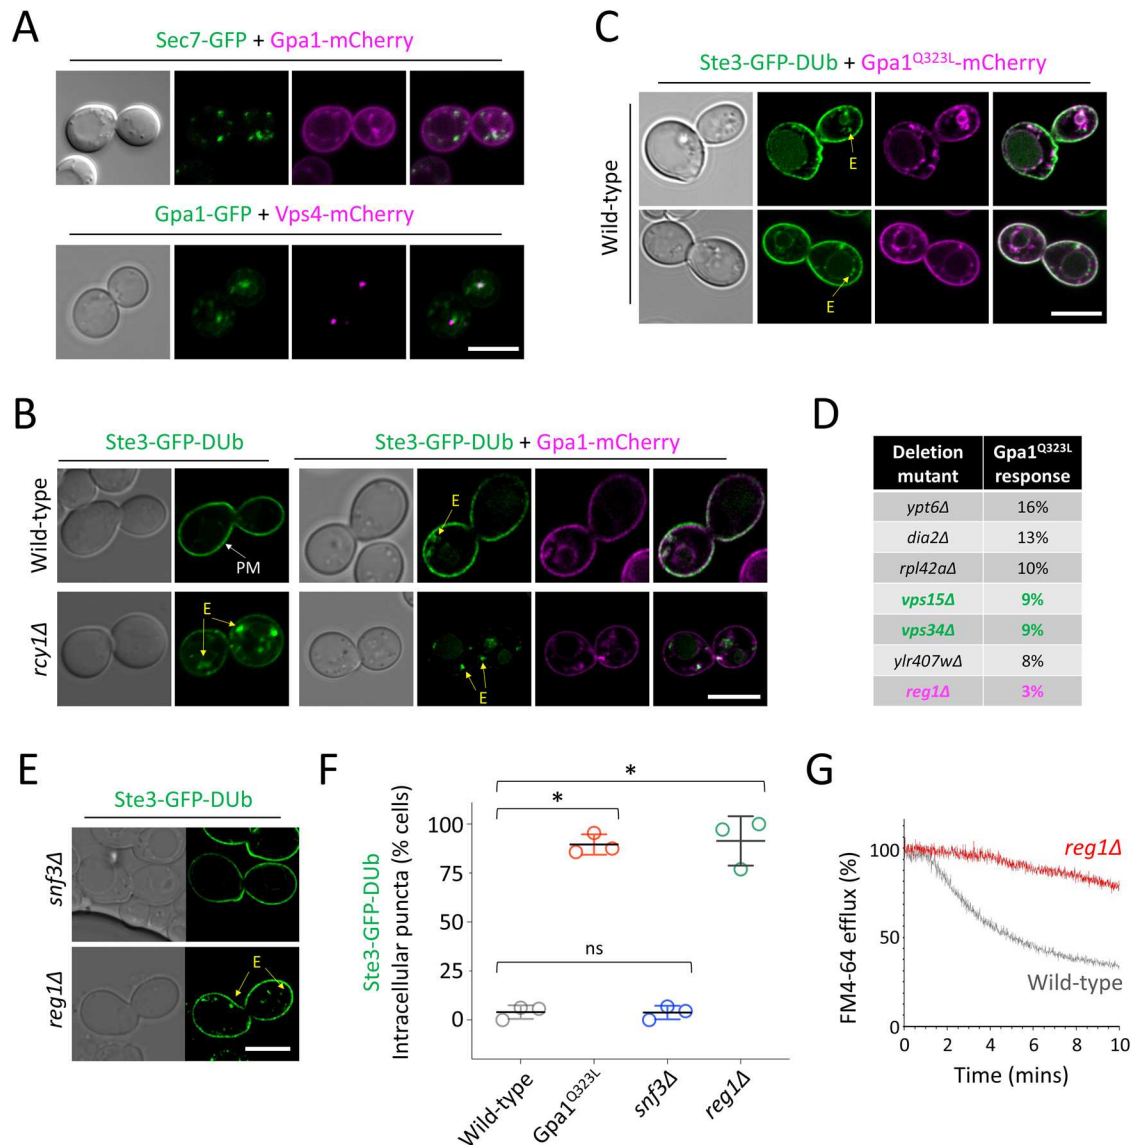 A
Sec7-GFP + Gpa1-mCherry
Gpa1-GFP + Vps4-mCherry
C
Ste3-GFP-DUb + Gpa1Q323L-mCherry
Wild-type
E
E
B
Ste3-GFP-DUb
Ste3-GFP-DUb + Gpa1-mCherry
Wild-type
PM
E
rcy1Δ
E
E
D
Deletion mutant
Gpa1Q323L response
ypt6Δ 16%
dia2Δ 13%
rpl42aΔ 10%
vps15Δ 9%
vps34Δ 9%
ylr407wΔ 8%
reg1Δ 3%
E
Ste3-GFP-DUb
snf3Δ
reg1Δ
E
F
Ste3-GFP-DUb
Intracellular puncta (% cells)
100
75
50
25
0
*
*
ns
Wild-type
Gpa1Q323L
snf3Δ
reg1Δ
G
FM4-64 efflux (%)
100
50
0
reg1Δ
Wild-type
0 2 4 6 8 10
Time (mins)